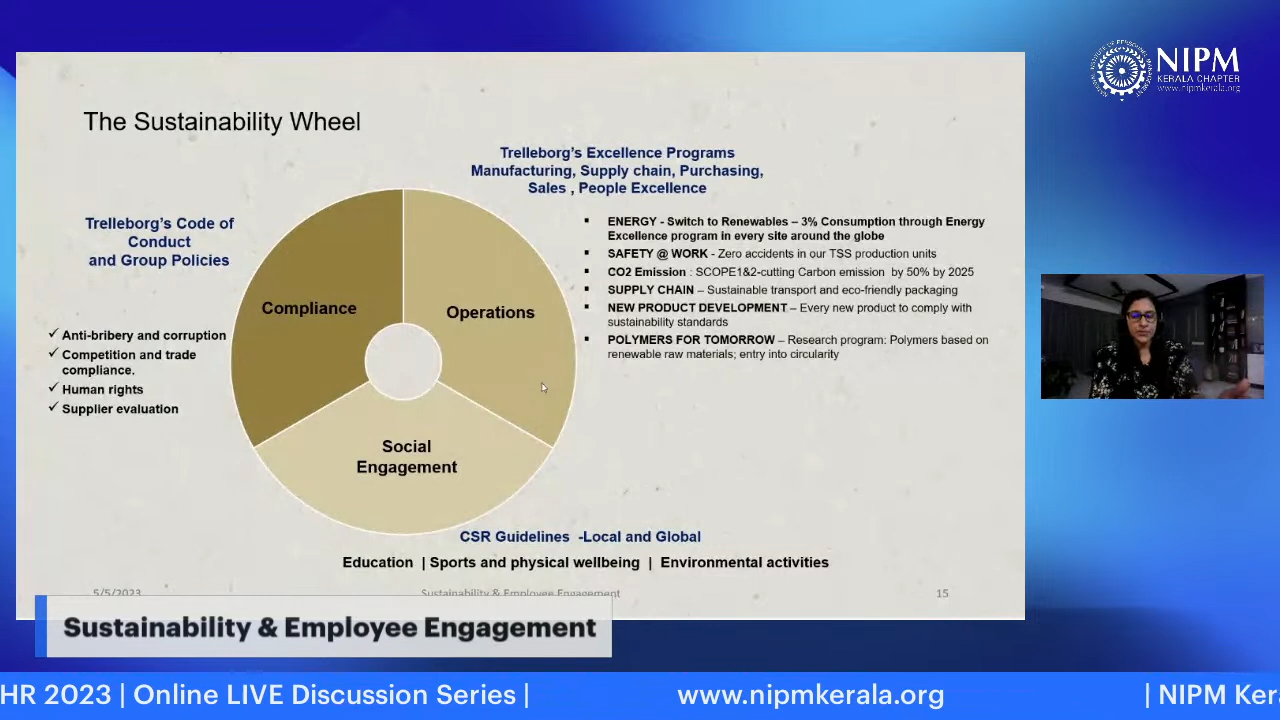 NIPM
KERALA CHAPTER
www.nipmkerala.org
The Sustainability Wheel
Trelleborg's Excellence Programs
Manufacturing, Supply chain, Purchasing,
Sales , People Excellence
Trelleborg's Code of
Conduct
and Group Policies
▪ ENERGY - Switch to Renewables – 3% Consumption through Energy
Excellence program in every site around the globe
▪ SAFETY @ WORK - Zero accidents in our TSS production units
▪ CO2 Emission : SCOPE1&2-cutting Carbon emission by 50% by 2025
▪ SUPPLY CHAIN – Sustainable transport and eco-friendly packaging
▪ NEW PRODUCT DEVELOPMENT – Every new product to comply with
sustainability standards
▪ POLYMERS FOR TOMORROW – Research program: Polymers based on
renewable raw materials; entry into circularity
Compliance
Operations
Social
Engagement
✓ Anti-bribery and corruption
✓ Competition and trade
compliance.
✓ Human rights
✓ Supplier evaluation
CSR Guidelines -Local and Global
Education | Sports and physical wellbeing | Environmental activities
5/5/2023
Sustainability & Employee Engagement
15
Sustainability & Employee Engagement
HR 2023 | Online LIVE Discussion Series | www.nipmkerala.org | NIPM Ker